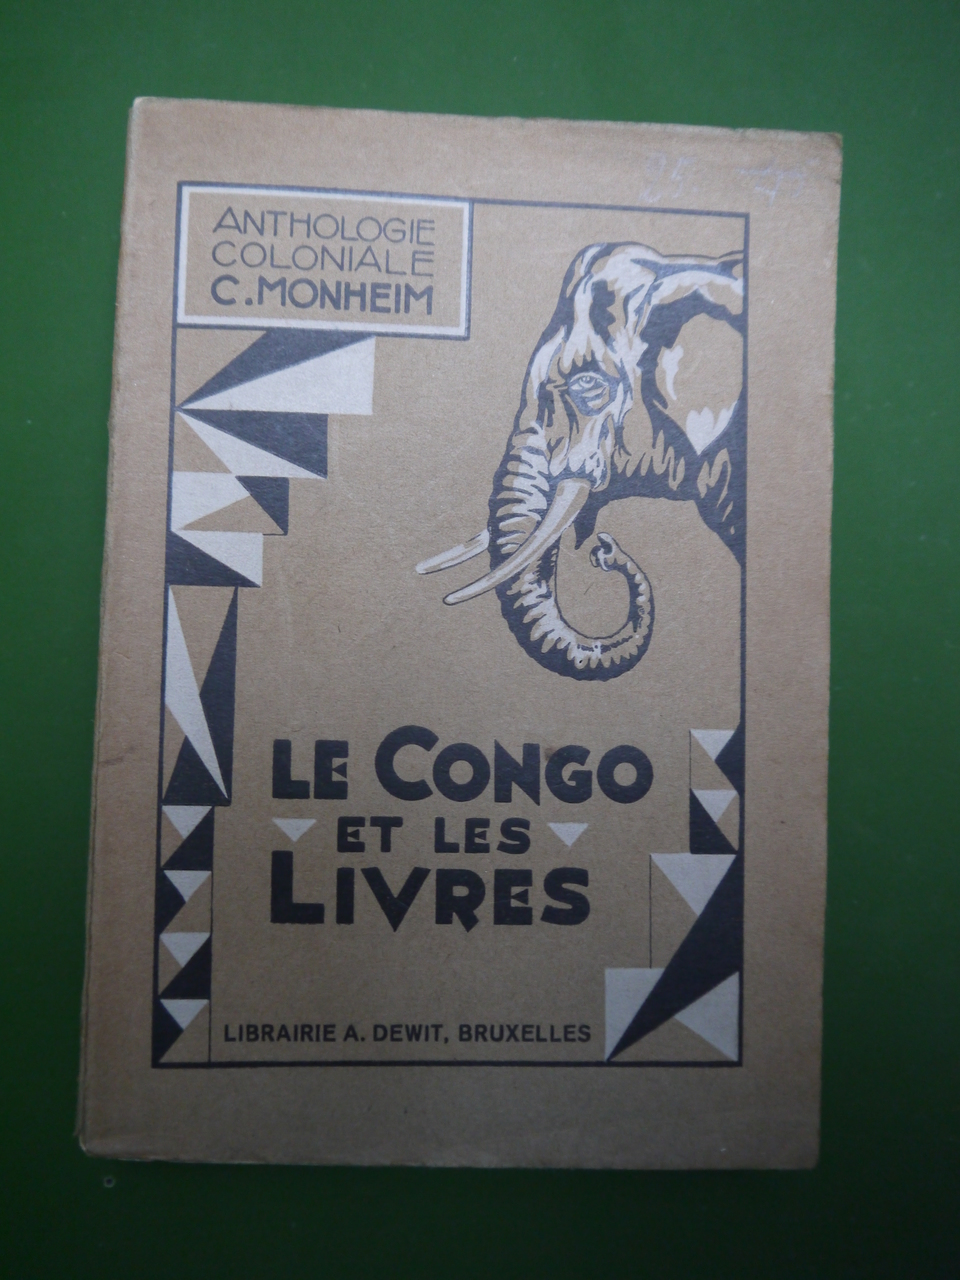 ANTHOLOGIE
COLONIALE
C. MONHEIM
LE CONGO
ET LES
LIVRES
LIBRAIRIE A. DEWIT, BRUXELLES